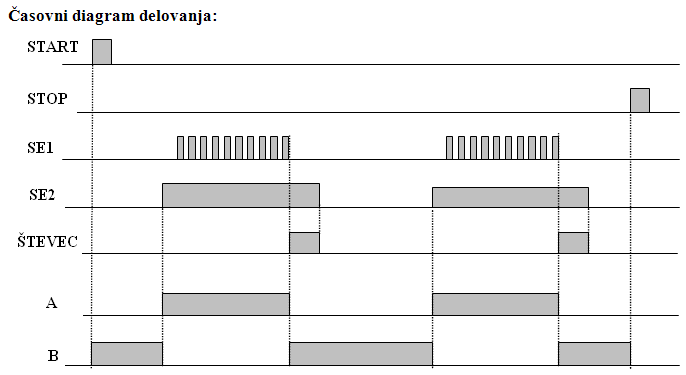 Časovni diagram delovanja:
START
STOP
SE1
SE2
ŠTEVEC
A
B